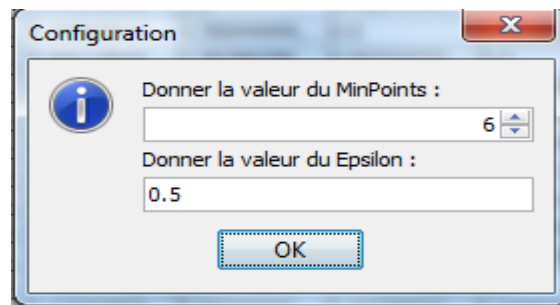 Configuration
Donner la valeur du MinPoints :
6
Donner la valeur du Epsilon :
0.5
OK